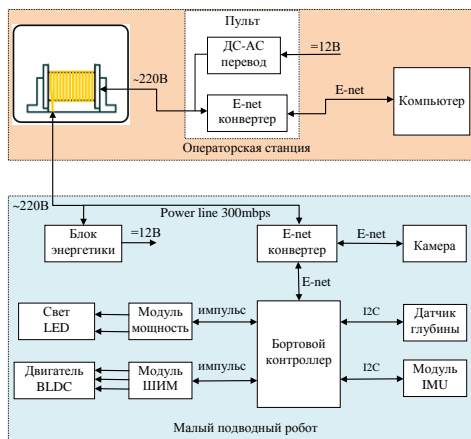 Пульт
ДС-АС
перевод
=12В
~220В
E-net
конвертер
E-net
Компьютер
Операторская станция
~220В
Power line 300mbps
Блок
энергетики
=12В
E-net
конвертер
E-net
Камера
E-net
Свет
LED
Модуль
мощность
импульс
Бортовой
контроллер
I2C
Датчик
глубины
Двигатель
BLDC
Модуль
ШИМ
импульс
I2C
Модуль
IMU
Малый подводный робот